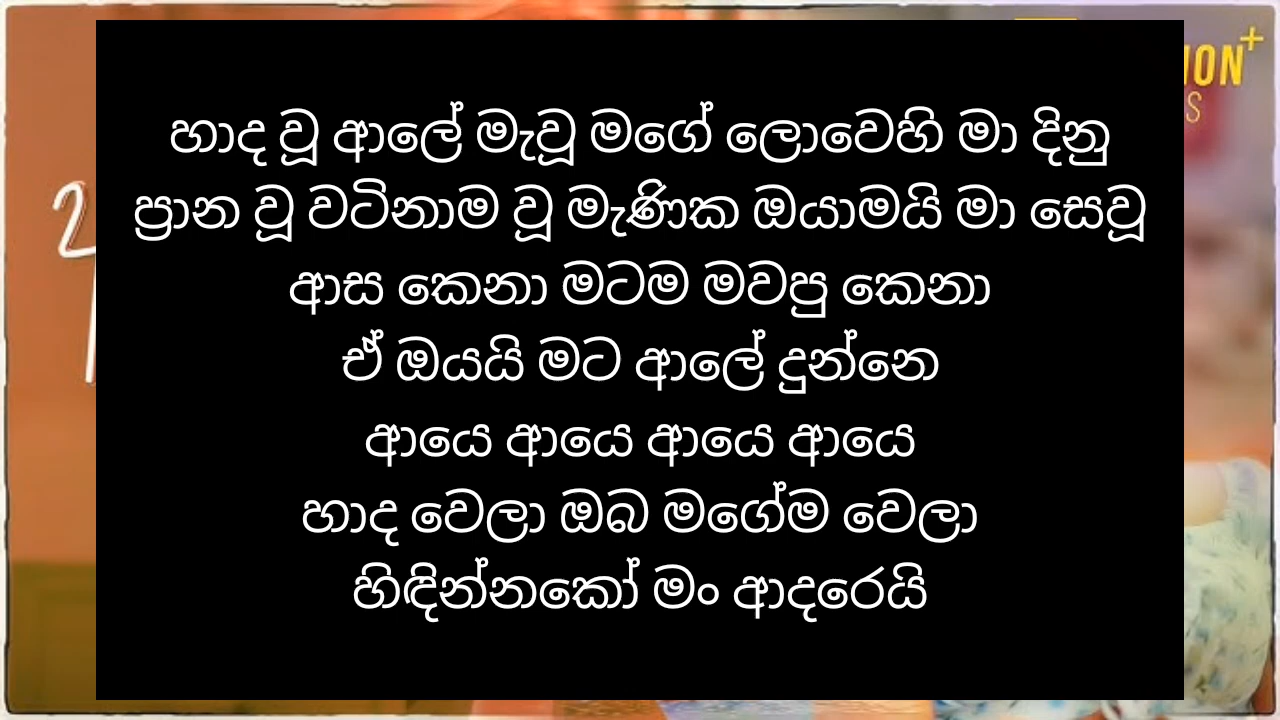 හාද වූ ආලේ මැවූ මගේ ලොවෙහි මා දිනු
ප්‍රාන වූ වටිනාම වූ මැණික ඔයාමයි මා සෙවූ
ආස කෙනා මටම මවපු කෙනා
ඒ ඔයයි මට ආලේ දුන්නෙ
ආයෙ ආයෙ ආයෙ ආයෙ
හාද වෙලා ඔබ මගේම වෙලා
හිඳින්නකෝ මං ආදරෙයි